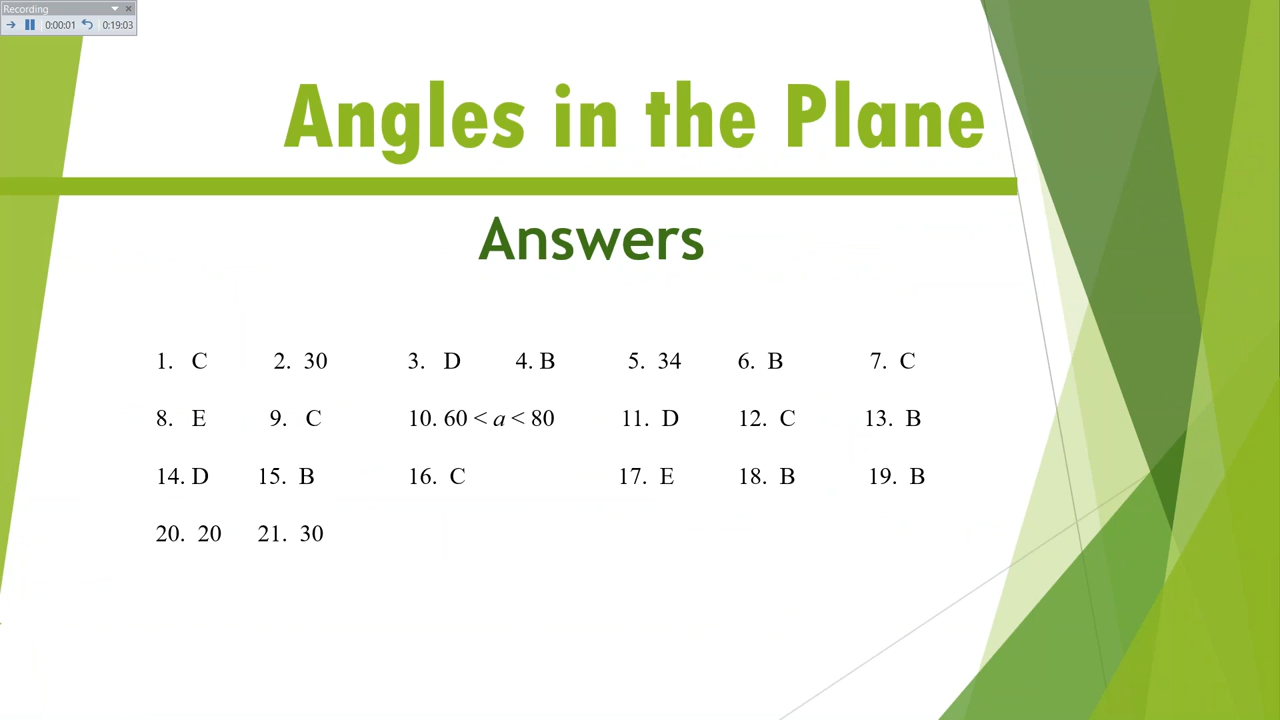 Recording
0:00:01 0:19:03
Angles in the Plane
Answers
1. C 2. 30 3. D 4. B 5. 34 6. B 7. C
8. E 9. C 10. 60 < a < 80 11. D 12. C 13. B
14. D 15. B 16. C 17. E 18. B 19. B
20. 20 21. 30